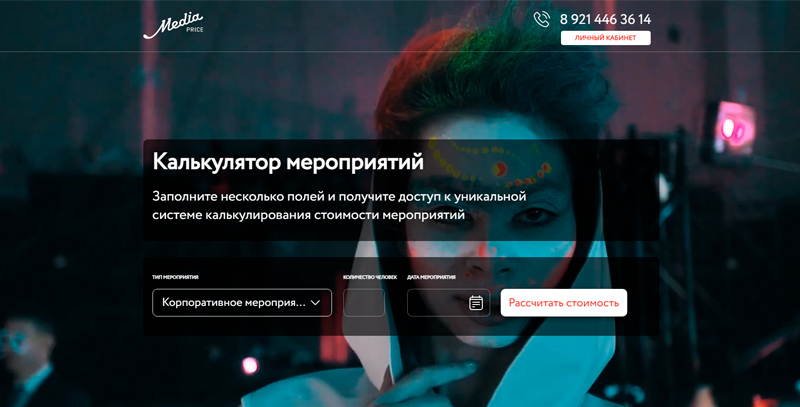 Media
PRICE
8 921 446 36 14
ЛИЧНЫЙ КАБИНЕТ
Калькулятор мероприятий
Заполните несколько полей и получите доступ к уникальной
системе калькулирования стоимости мероприятий
ТИП МЕРОПРИЯТИЯ
КОЛИЧЕСТВО ЧЕЛОВЕК
ДАТА МЕРОПРИЯТИЯ
Корпоративное мероприя...
Рассчитать стоимость